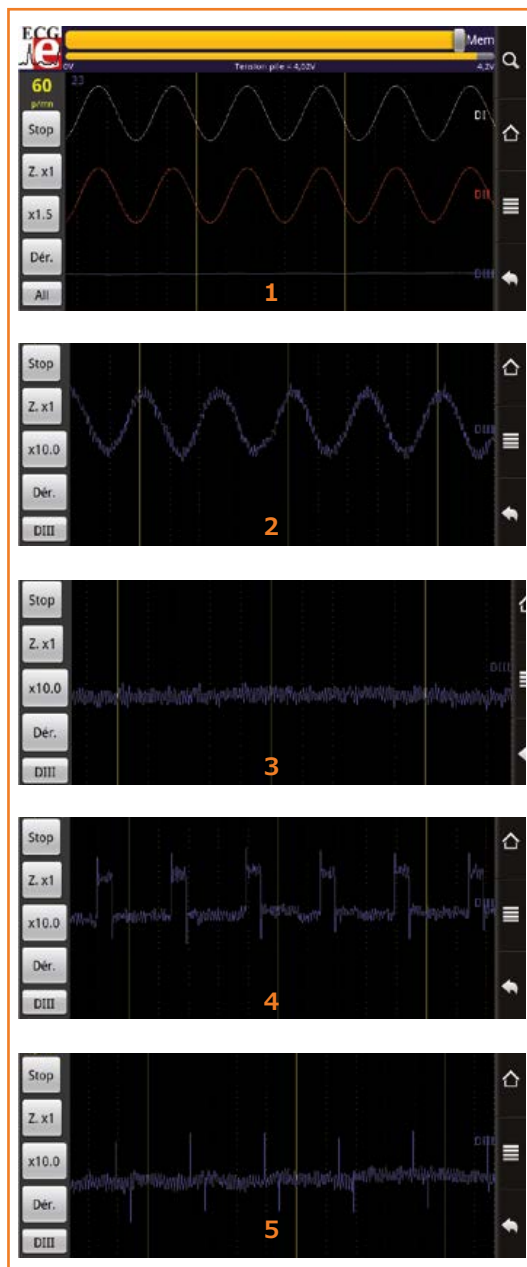 ECG
e
Mem
0V
Tension pile = 4,02V
4,2V
60
p/mn
23
Stop
DI
Z. x1
x1.5
DII
Dér.
DIII
All
1
Stop
Z. x1
DIII
x10.0
Dér.
DIII
2
Stop
Z. x1
DIII
x10.0
Dér.
DIII
3
Stop
Z. x1
DIII
x10.0
Dér.
DIII
4
Stop
Z. x1
DIII
x10.0
Dér.
DIII
5